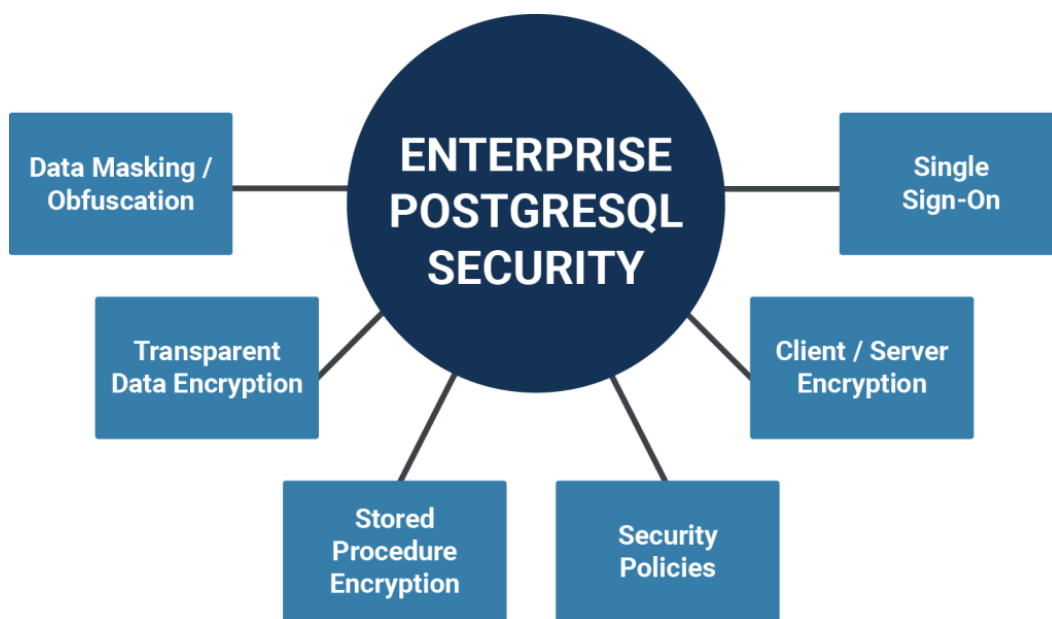 ENTERPRISE
POSTGRESQL
SECURITY
Data Masking /
Obfuscation
Transparent
Data Encryption
Stored
Procedure
Encryption
Security
Policies
Client / Server
Encryption
Single
Sign-On